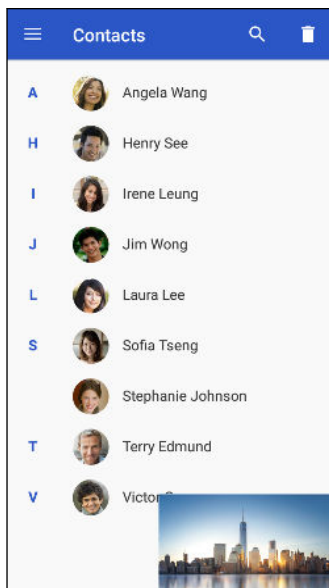 Contacts
A Angela Wang
H Henry See
I Irene Leung
J Jim Wong
L Laura Lee
S Sofia Tseng
Stephanie Johnson
T Terry Edmund
V Victor